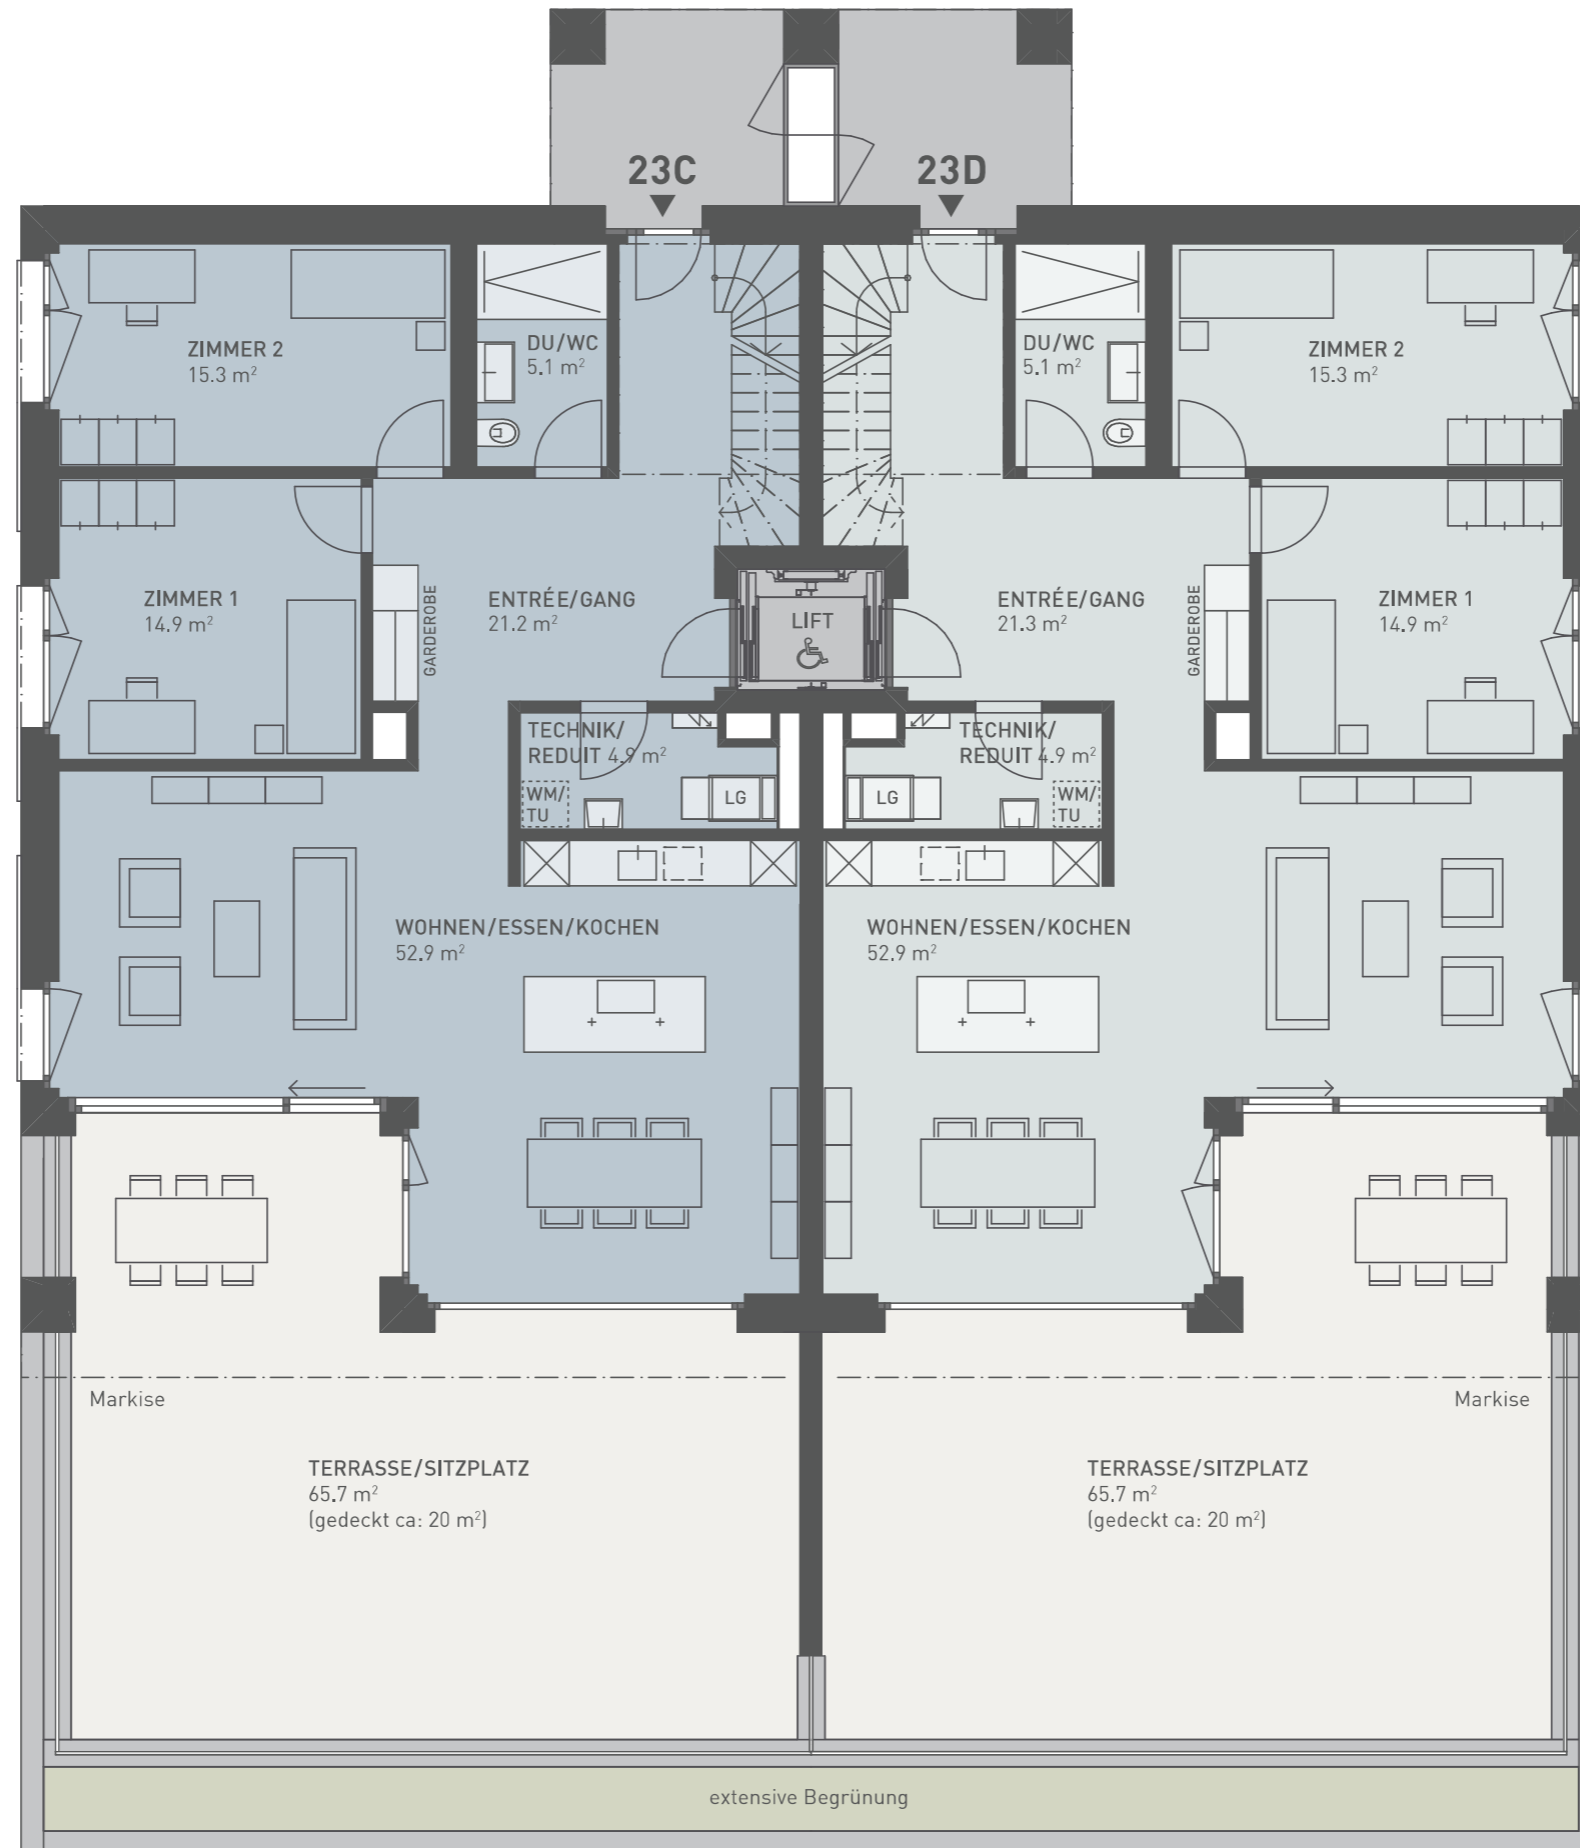 23C
23D
ZIMMER 2
15.3 m²
DU/WC
5.1 m²
DU/WC
5.1 m²
ZIMMER 2
15.3 m²
ZIMMER 1
14.9 m²
GARDEROBE
ENTRÉE/GANG
21.2 m²
LIFT
ENTRÉE/GANG
21.3 m²
GARDEROBE
ZIMMER 1
14.9 m²
TECHNIK/
REDUIT 4.9 m²
WM/
TU
LG
LG
TECHNIK/
REDUIT 4.9 m²
WM/
TU
WOHNEN/ESSEN/KOCHEN
52.9 m²
WOHNEN/ESSEN/KOCHEN
52.9 m²
Markise
Markise
TERRASSE/SITZPLATZ
65.7 m²
(gedeckt ca: 20 m²)
TERRASSE/SITZPLATZ
65.7 m²
(gedeckt ca: 20 m²)
extensive Begrünung